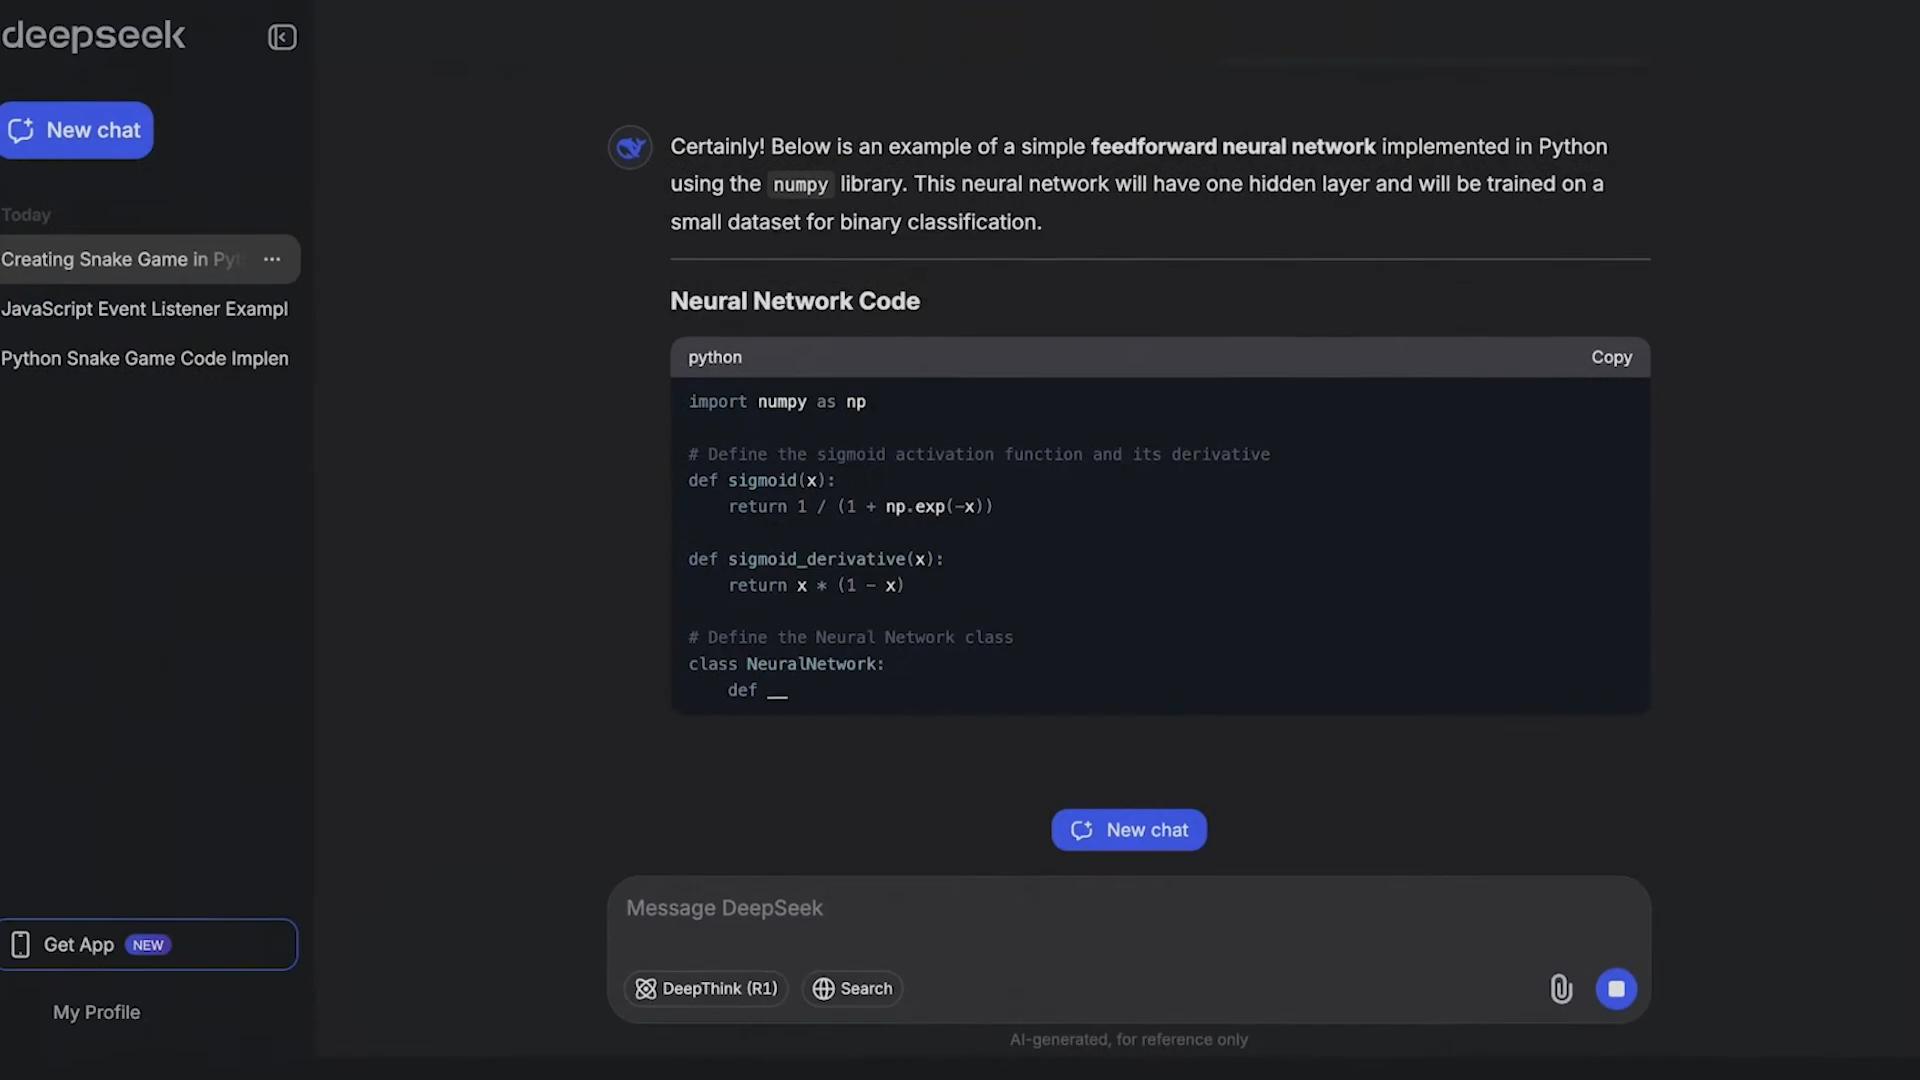 deepseek
New chat
Today
Creating Snake Game in Pyt
JavaScript Event Listener Exampl
Python Snake Game Code Implen
Get App NEW
My Profile
Certainly! Below is an example of a simple feedforward neural network implemented in Python
using the numpy library. This neural network will have one hidden layer and will be trained on a
small dataset for binary classification.
Neural Network Code
python Copy
import numpy as np
# Define the sigmoid activation function and its derivative
def sigmoid(x):
    return 1 / (1 + np.exp(-x))
def sigmoid_derivative(x):
    return x * (1 - x)
# Define the Neural Network class
class NeuralNetwork:
    def __
New chat
Message DeepSeek
DeepThink (R1) Search
AI-generated, for reference only